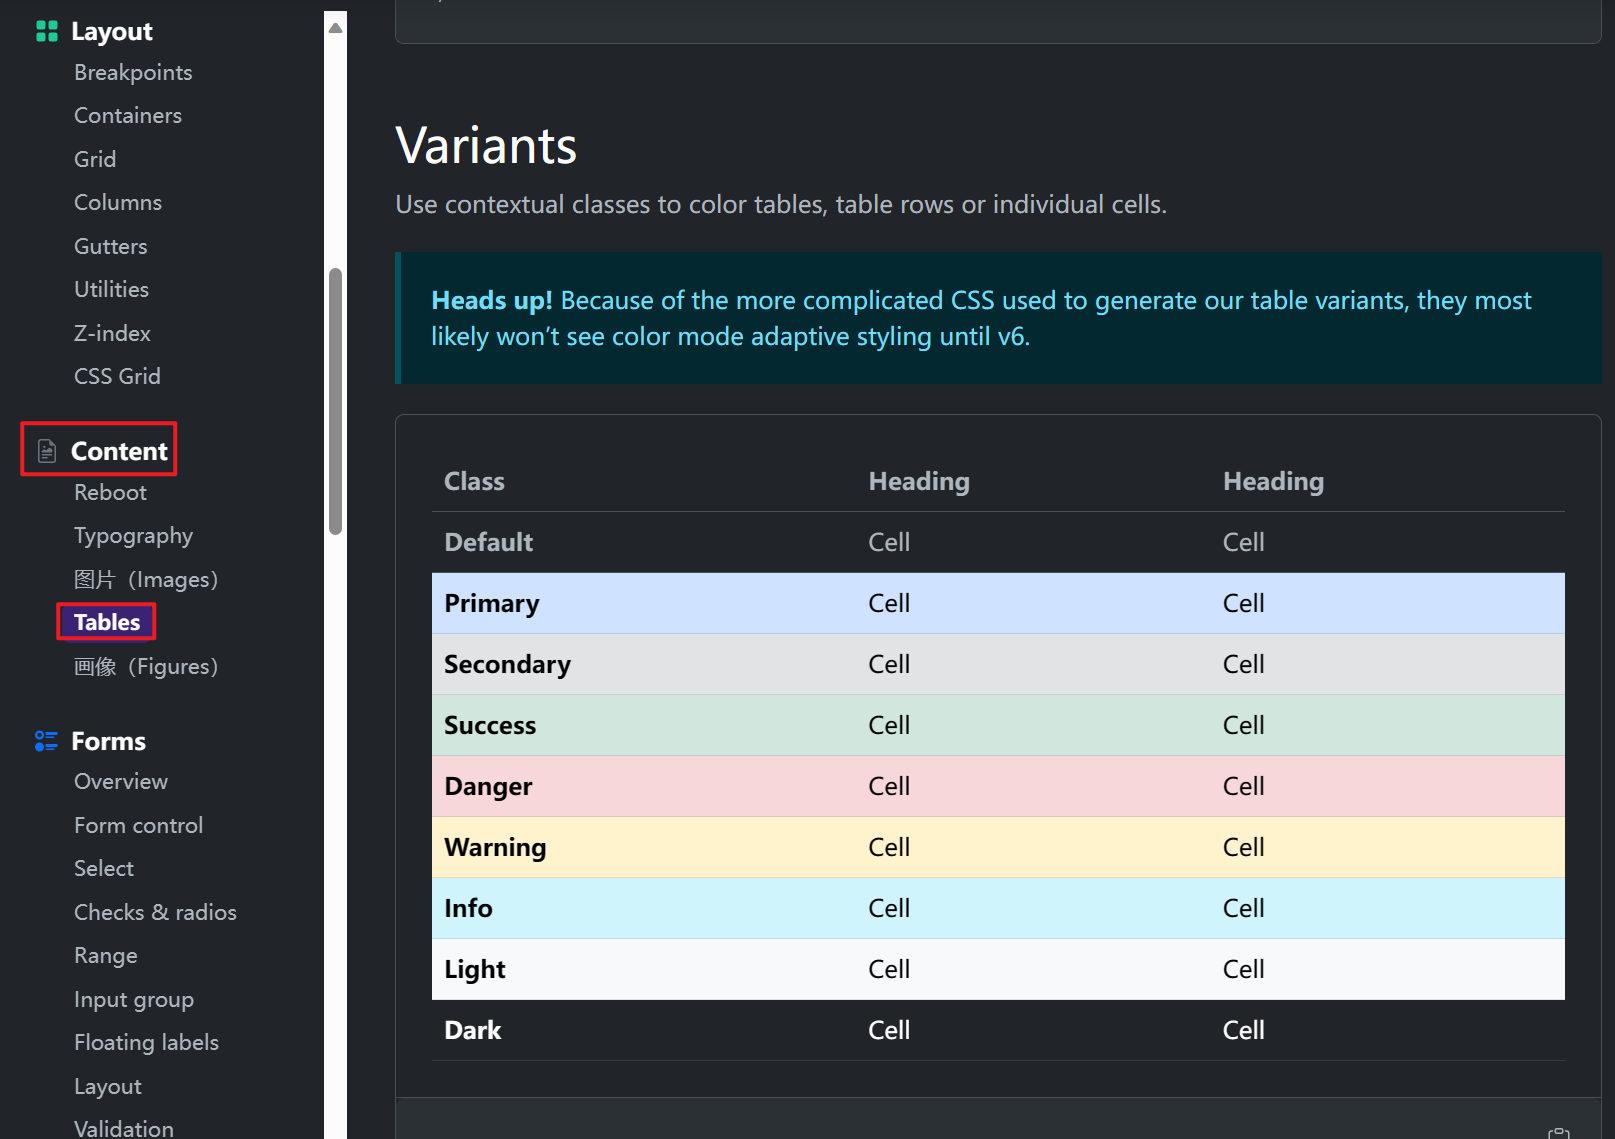 Layout
Breakpoints
Containers
Grid
Columns
Gutters
Utilities
Z-index
CSS Grid
Content
Reboot
Typography
图片（Images）
Tables
画像（Figures）
Forms
Overview
Form control
Select
Checks & radios
Range
Input group
Floating labels
Layout
Validation
Variants
Use contextual classes to color tables, table rows or individual cells.
Heads up! Because of the more complicated CSS used to generate our table variants, they most
likely won’t see color mode adaptive styling until v6.
Class Heading Heading
Default Cell Cell
Primary Cell Cell
Secondary Cell Cell
Success Cell Cell
Danger Cell Cell
Warning Cell Cell
Info Cell Cell
Light Cell Cell
Dark Cell Cell